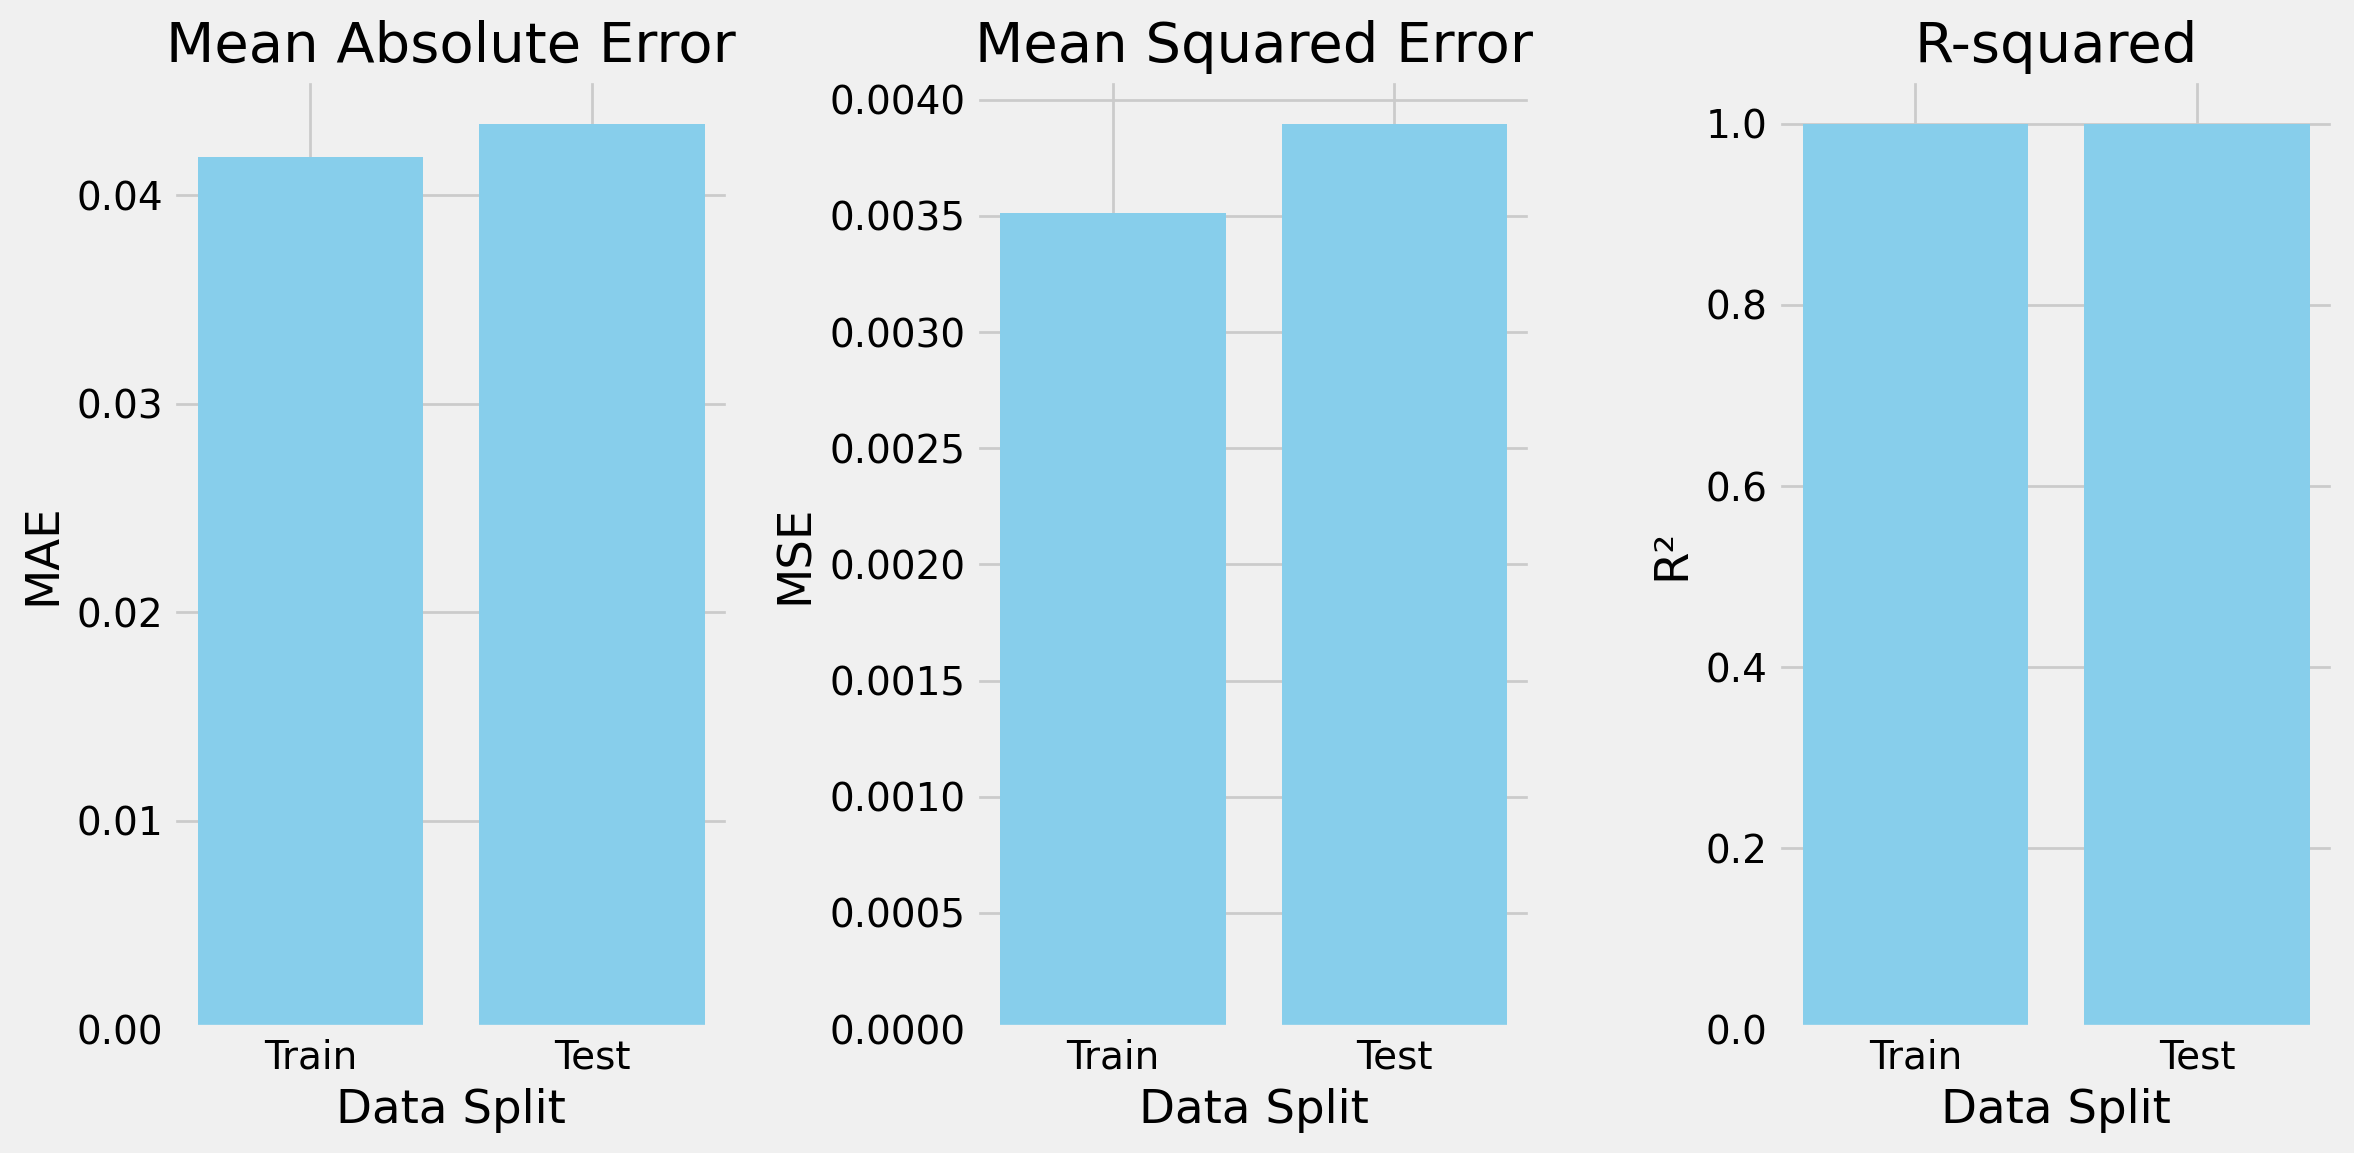 Mean Absolute Error
MAE
0.04
0.03
0.02
0.01
0.00
Train Test
Data Split
Mean Squared Error
MSE
0.0040
0.0035
0.0030
0.0025
0.0020
0.0015
0.0010
0.0005
0.0000
Train Test
Data Split
R-squared
R²
1.0
0.8
0.6
0.4
0.2
0.0
Train Test
Data Split